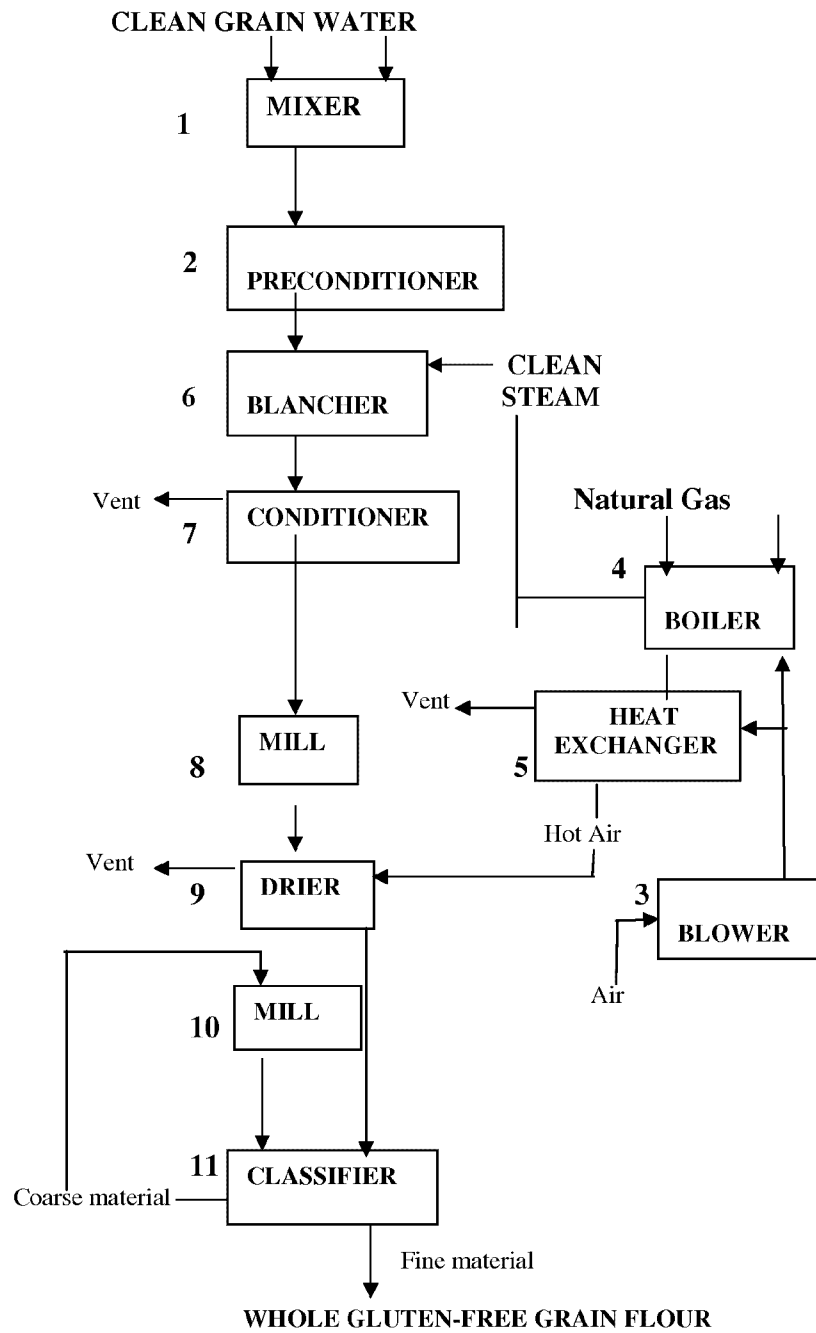 CLEAN GRAIN WATER
MIXER
1
2
PRECONDITIONER
CLEAN
STEAM
6
BLANCHER
Vent
CONDITIONER
7
Natural Gas
4
BOILER
Vent
HEAT
EXCHANGER
5
MILL
8
Hot Air
Vent
DRIER
9
3
BLOWER
Air
MILL
10
11
CLASSIFIER
Coarse material
Fine material
WHOLE GLUTEN-FREE GRAIN FLOUR